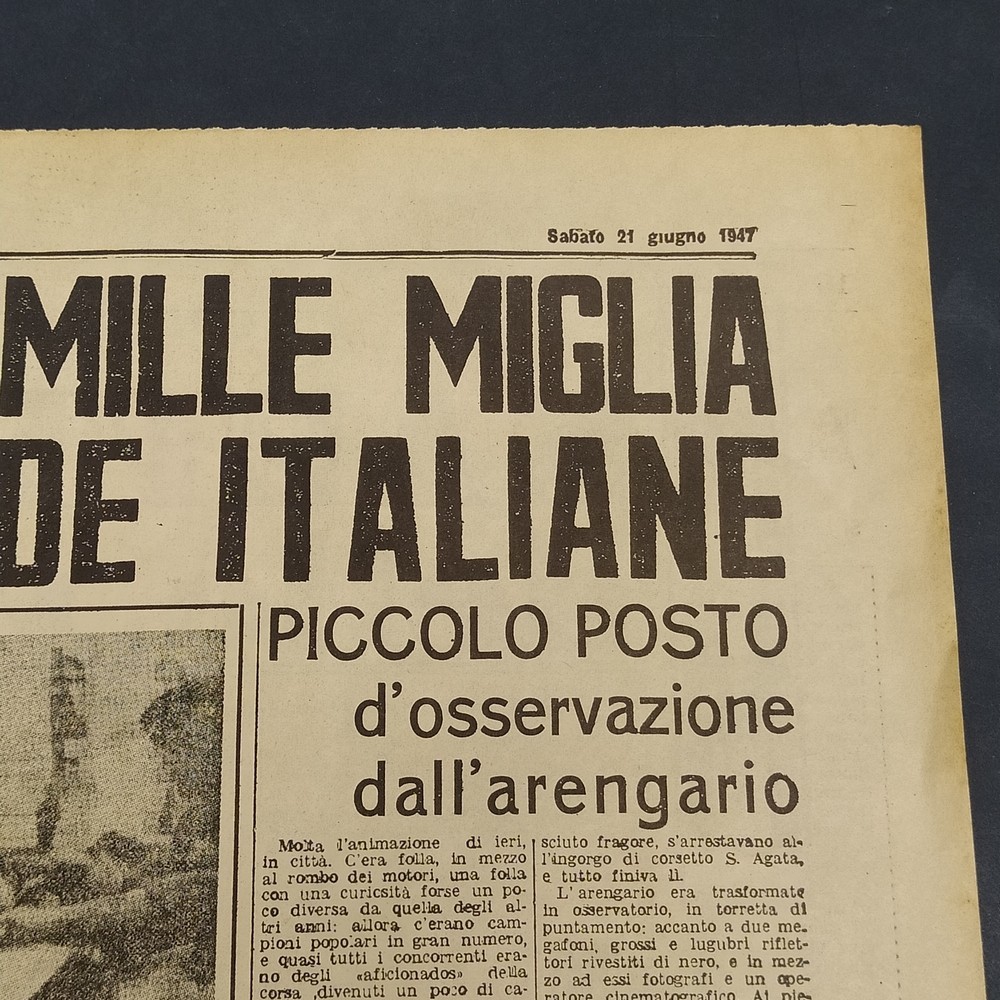 Sabato 21 giugno 1947
MILLE MIGLIA
DE ITALIANE
PICCOLO POSTO
d'osservazione
dall'arengario
Molta l'animazione di ieri,
in città. C'era folla, in mezzo
al rombo dei motori, una folla
con una curicsità forse un po-
co diversa da quella degli al-
tri anni: allora c'erano cam-
pioni popolari in gran numero,
e quasi tutti i concorrenti era-
no degli «aficionados» della
corsa ,divenuti un poco di ca-
sciuto fragore, s'arrestavano al-
l'ingorgo di corsetto S. Agata,
e tutto finiva lì.
L'arengario era trasformato
in osservatorio, in torretta di
puntamento: accanto a due me-
gafoni, grossi e lugubri riflet-
tori rivestiti di nero, e in mez-
zo ad essi fotografi e un ope-
ratore cinematografico. Ai pie-